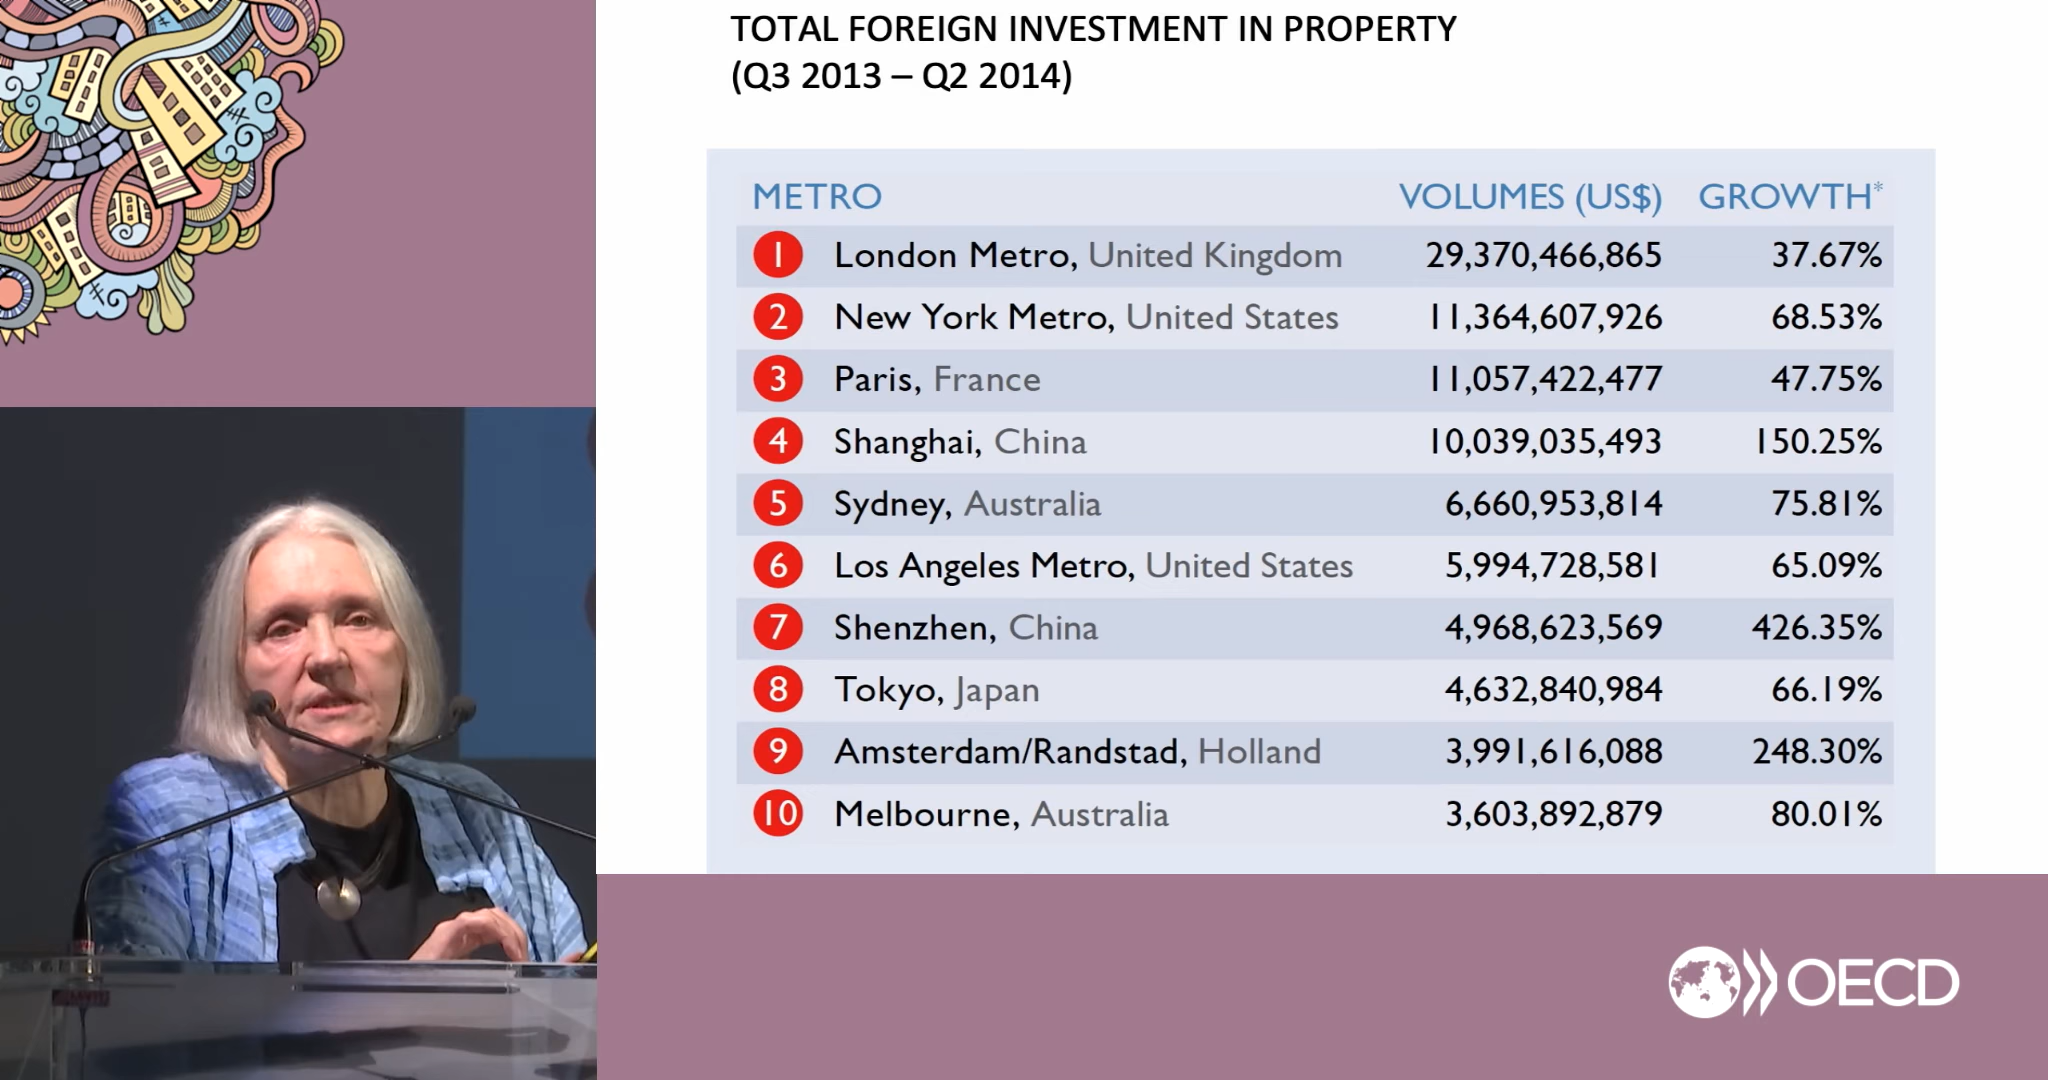 TOTAL FOREIGN INVESTMENT IN PROPERTY
(Q3 2013 – Q2 2014)
METRO VOLUMES (US$) GROWTH*
1 London Metro, United Kingdom 29,370,466,865 37.67%
2 New York Metro, United States 11,364,607,926 68.53%
3 Paris, France 11,057,422,477 47.75%
4 Shanghai, China 10,039,035,493 150.25%
5 Sydney, Australia 6,660,953,814 75.81%
6 Los Angeles Metro, United States 5,994,728,581 65.09%
7 Shenzhen, China 4,968,623,569 426.35%
8 Tokyo, Japan 4,632,840,984 66.19%
9 Amsterdam/Randstad, Holland 3,991,616,088 248.30%
10 Melbourne, Australia 3,603,892,879 80.01%
OECD